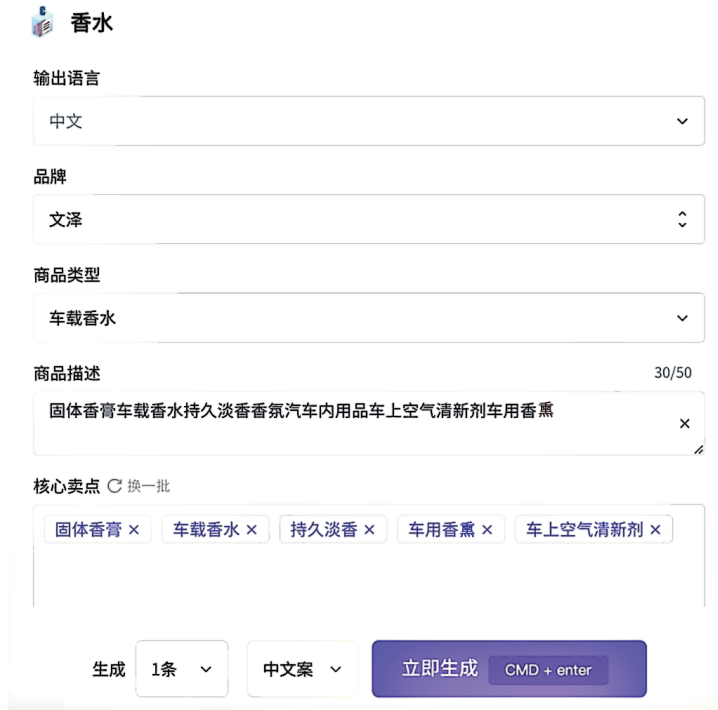 香水
输出语言
中文
品牌
文泽
商品类型
车载香水
商品描述 30/50
固体香膏车载香水持久淡香香氛汽车内用品车上空气清新剂车用香熏
核心卖点 换一批
固体香膏 × 车载香水 × 持久淡香 × 车用香熏 × 车上空气清新剂 ×
生成 1条 中文案 立即生成 CMD + enter